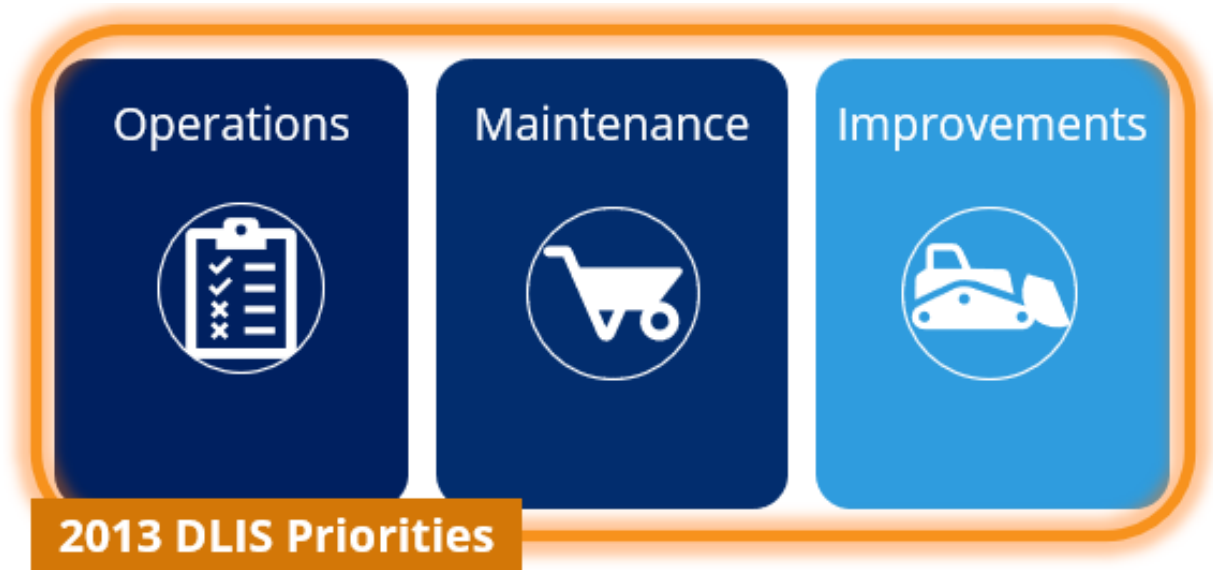 Operations
Maintenance
Improvements
2013 DLIS Priorities